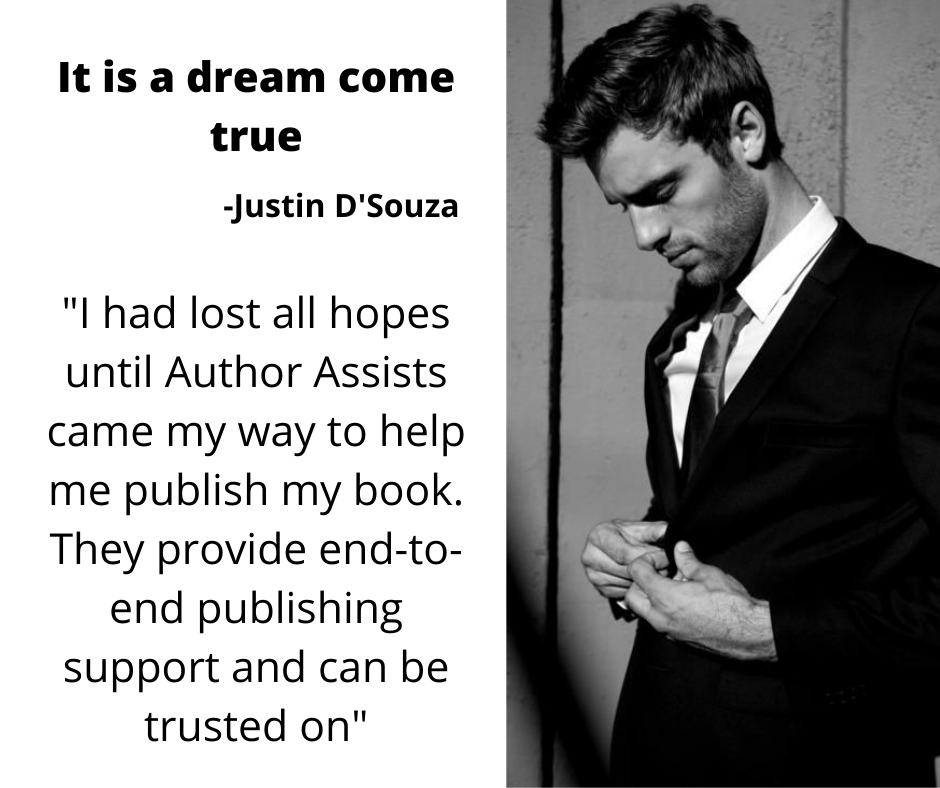 It is a dream come
true
-Justin D'Souza
"I had lost all hopes
until Author Assists
came my way to help
me publish my book.
They provide end-to-
end publishing
support and can be
trusted on"